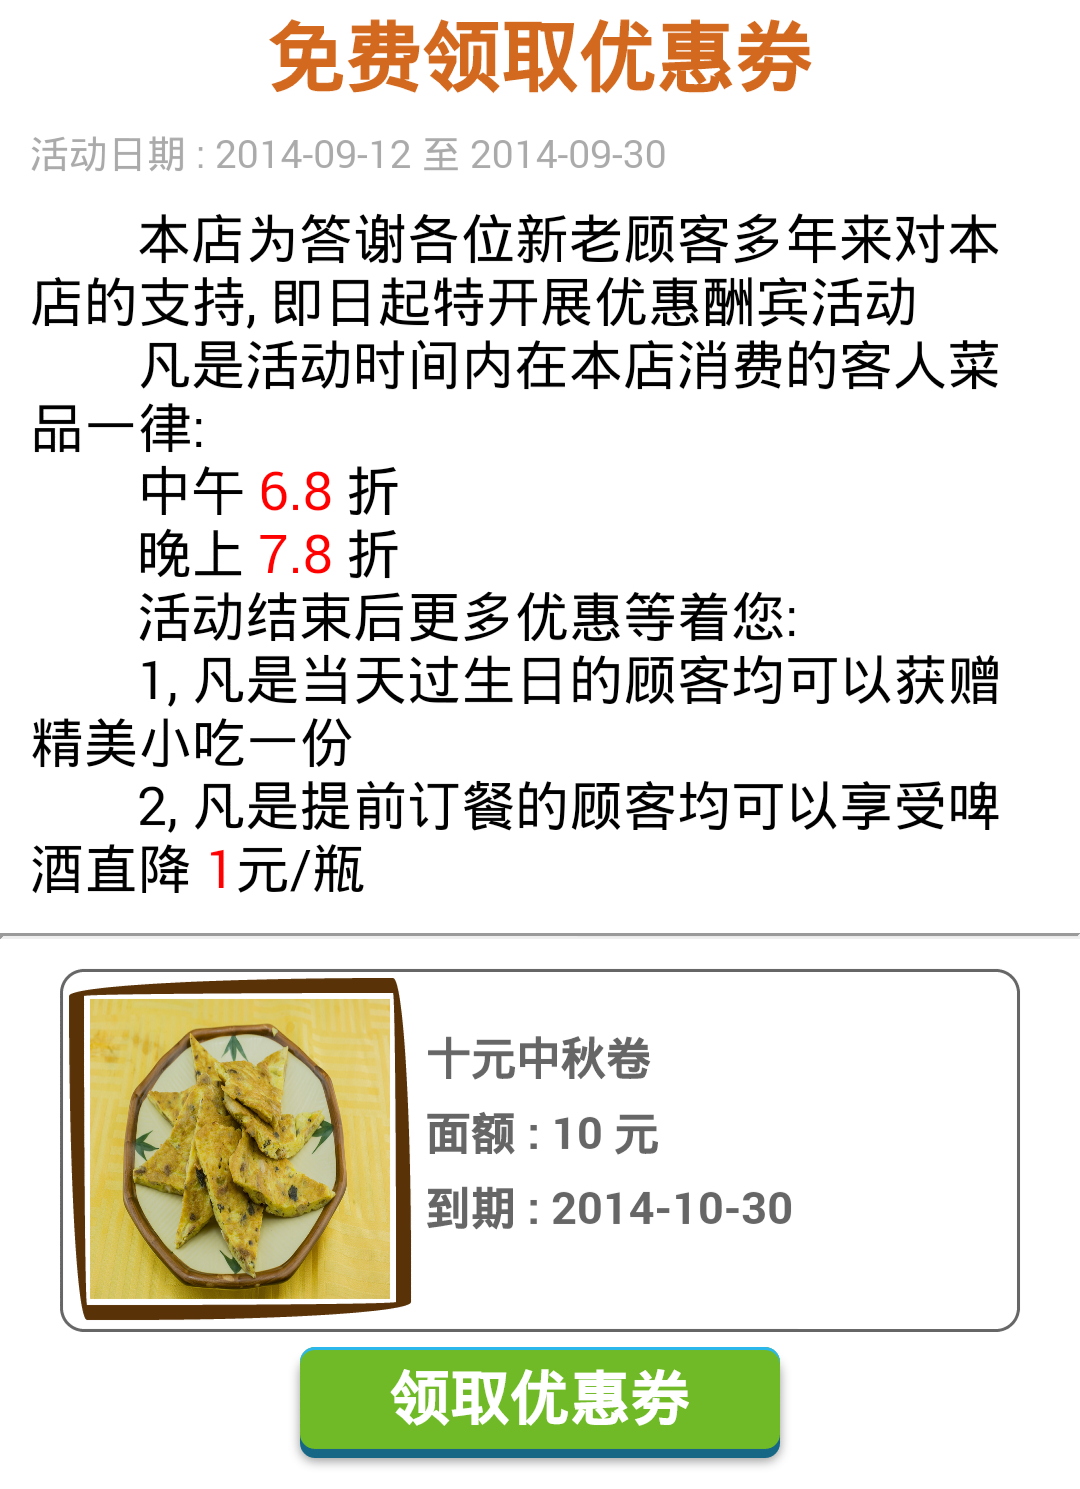 免费领取优惠劵
活动日期 : 2014-09-12 至 2014-09-30
本店为答谢各位新老顾客多年来对本
店的支持, 即日起特开展优惠酬宾活动
凡是活动时间内在本店消费的客人菜
品一律:
中午 6.8 折
晚上 7.8 折
活动结束后更多优惠等着您:
1, 凡是当天过生日的顾客均可以获赠
精美小吃一份
2, 凡是提前订餐的顾客均可以享受啤
酒直降 1元/瓶
十元中秋卷
面额 : 10 元
到期 : 2014-10-30
领取优惠劵